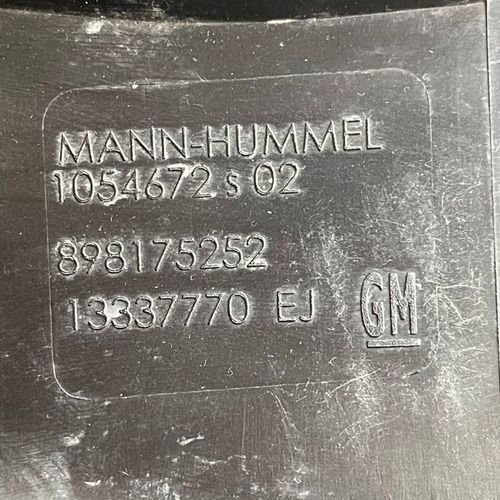 MANN-HUMMEL
1054672 s 02
898175252
13337770 EJ GM